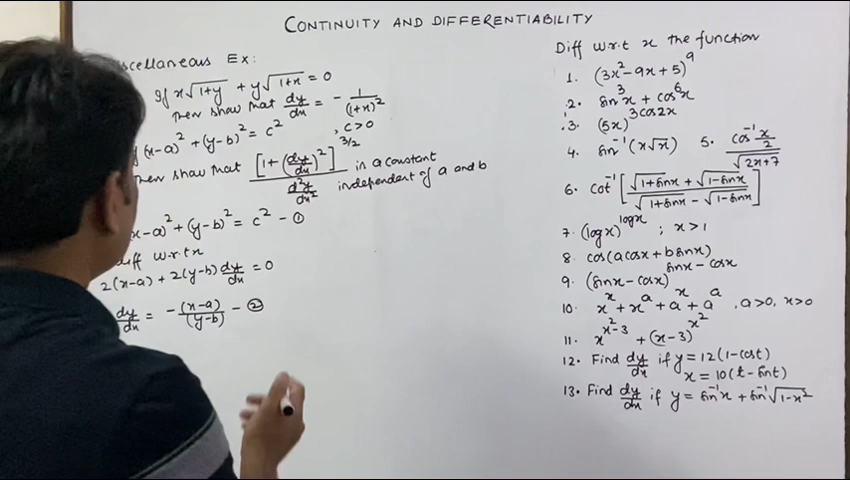 CONTINUITY AND DIFFERENTIABILITY
scellaneous Ex:
If x√(1+y) + y√(1+x) = 0
Then show that dy/dx = - 1/(1+x)²
(x-a)² + (y-b)² = c² , c>0
Then show that [1+(dy/dx)²]^3/2 / d²y/dx² is a constant
independent of a and b
x-a)² + (y-b)² = c² - ①
diff w.r.t x
2(x-a) + 2(y-b) dy/dx = 0
dy/dx = -(x-a)/(y-b) - ②
Diff w.r.t x the function
1. (3x²-9x+5)⁹
2. sin³x + cos⁶x
3. (5x)^3cos2x
4. sin⁻¹(x√x) 5. cos⁻¹ x/2 / √(2x+7)
6. cot⁻¹[(√(1+sinx) + √(1-sinx)) / (√(1+sinx) - √(1-sinx))]
7. (logx)^logx ; x>1
8. cos(acosx + bsinx)
9. (sinx - cosx)^(sinx - cosx)
10. x^x + x^a + a^x + a^a , a>0, x>0
11. x^(x²-3) + (x-3)^x²
12. Find dy/dx if y = 12(1-cost)
x = 10(t-sint)
13. Find dy/dx if y = sin⁻¹x + sin⁻¹√(1-x²)